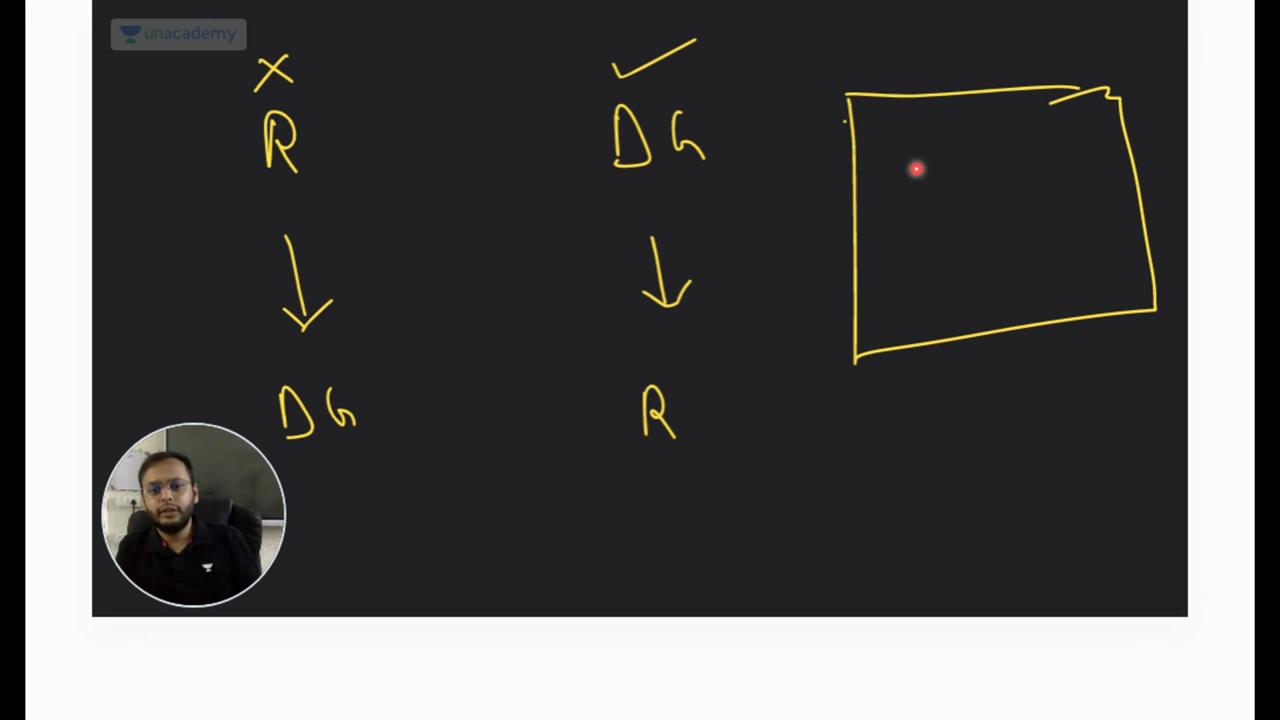 unacademy
X ✓
R DG
↓ ↓
DG R